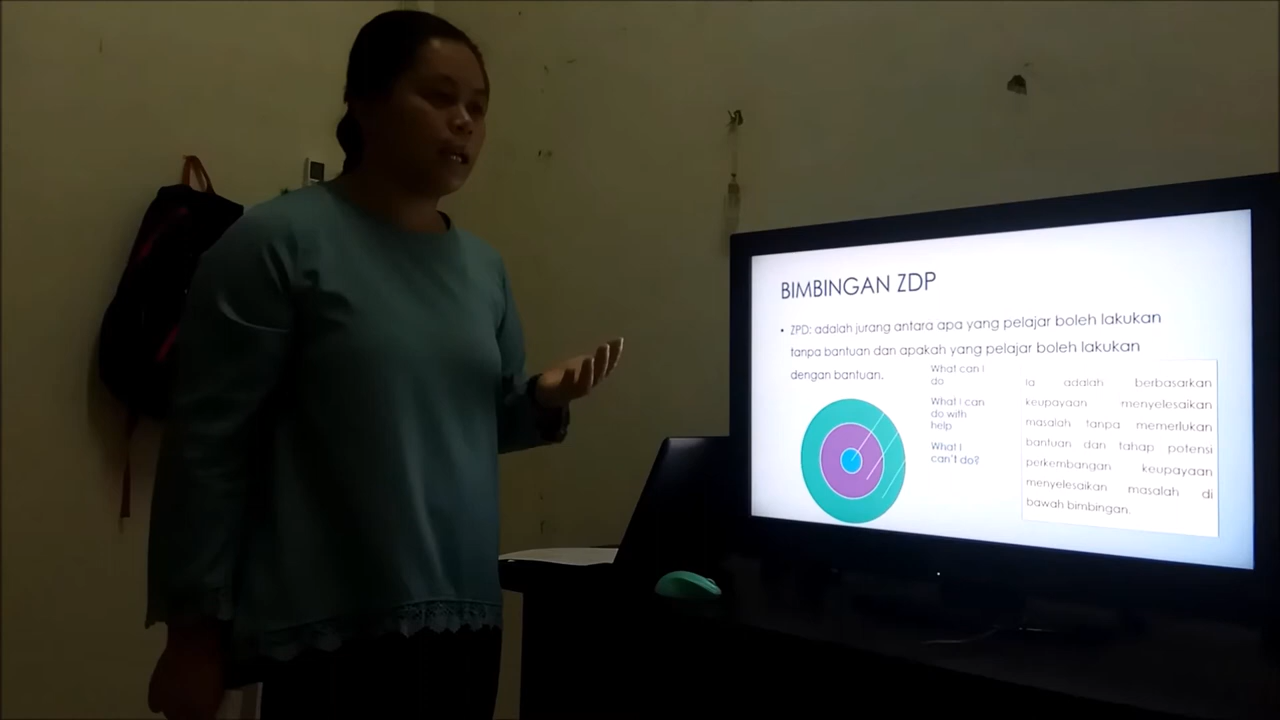 BIMBINGAN ZDP
• ZPD: adalah jurang antara apa yang pelajar boleh lakukan
tanpa bantuan dan apakah yang pelajar boleh lakukan
dengan bantuan.
What can I
do
What I can
do with
help
What I
can't do?
Ia adalah berbasarkan
keupayaan menyelesaikan
masalah tanpa memerlukan
bantuan dan tahap potensi
perkembangan keupayaan
menyelesaikan masalah di
bawah bimbingan.